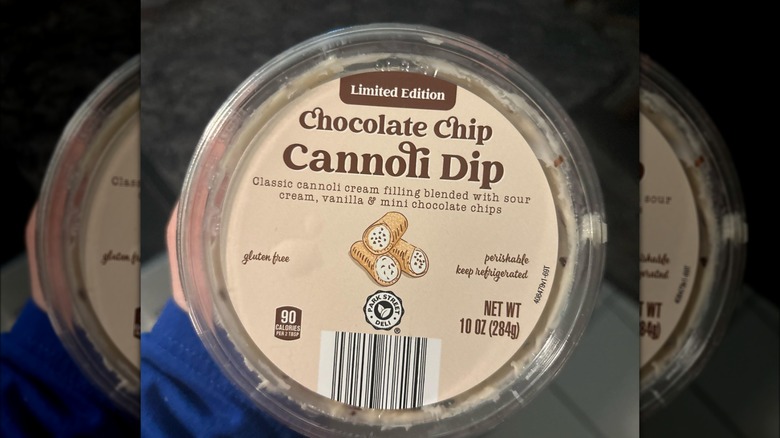 Limited Edition
Chocolate Chip
Cannoli Dip
Classic cannoli cream filling blended with sour
cream, vanilla & mini chocolate chips
gluten free
perishable
keep refrigerated
PARK STREET
DELI
®
90
CALORIES
PER 2 TBSP
NET WT
10 OZ (284g)